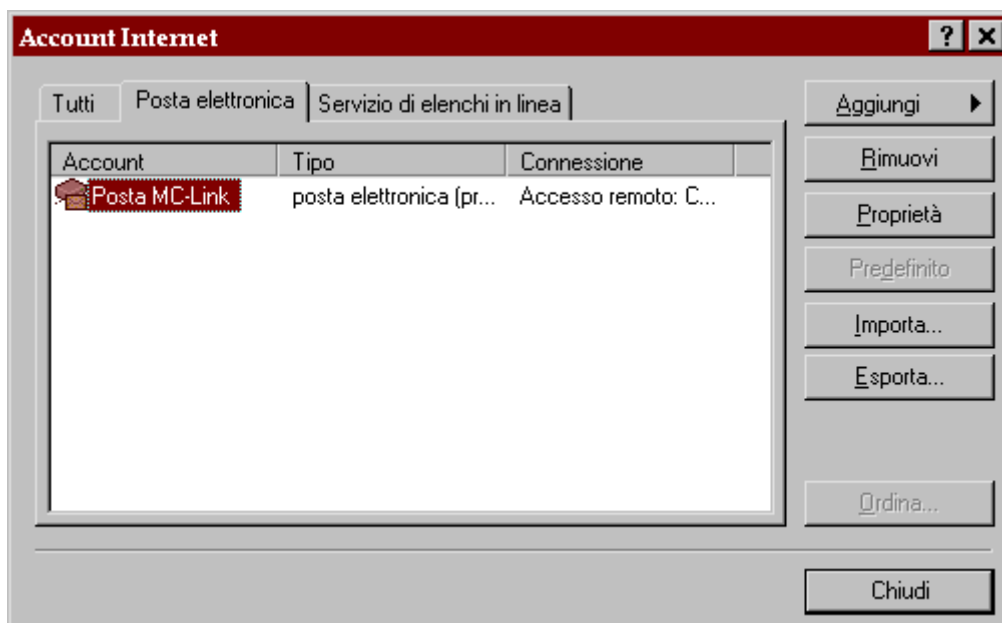 Account Internet
Tutti Posta elettronica Servizio di elenchi in linea
Account Tipo Connessione
Posta MC-Link posta elettronica (pr... Accesso remoto: C...
Aggiungi
Rimuovi
Proprietà
Predefinito
Importa...
Esporta...
Ordina...
Chiudi